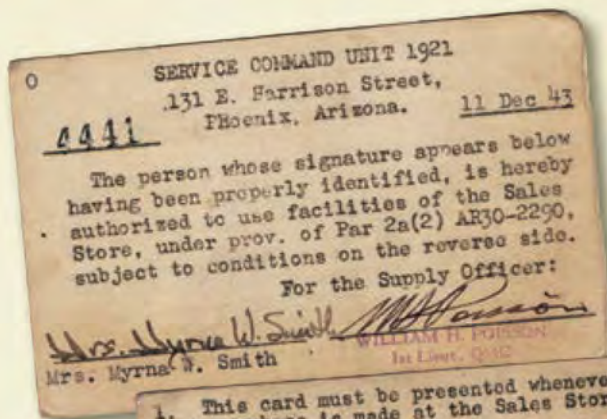 O
SERVICE COMMAND UNIT 1921
131 E. Harrison Street,
PHoenix, Arizona.
4441
11 Dec 43
The person whose signature appears below
having been properly identified, is hereby
authorized to use facilities of the Sales
Store, under prov. of Par 2a(2) AR30-2290,
subject to conditions on the reverse side.
For the Supply Officer:
Mrs. Myrna W. Smith
WILLIAM H. POISSON
1st Lieut, QMC
Mrs. Myrna W. Smith
1. This card must be presented wheneve
is made at the Sales Stor